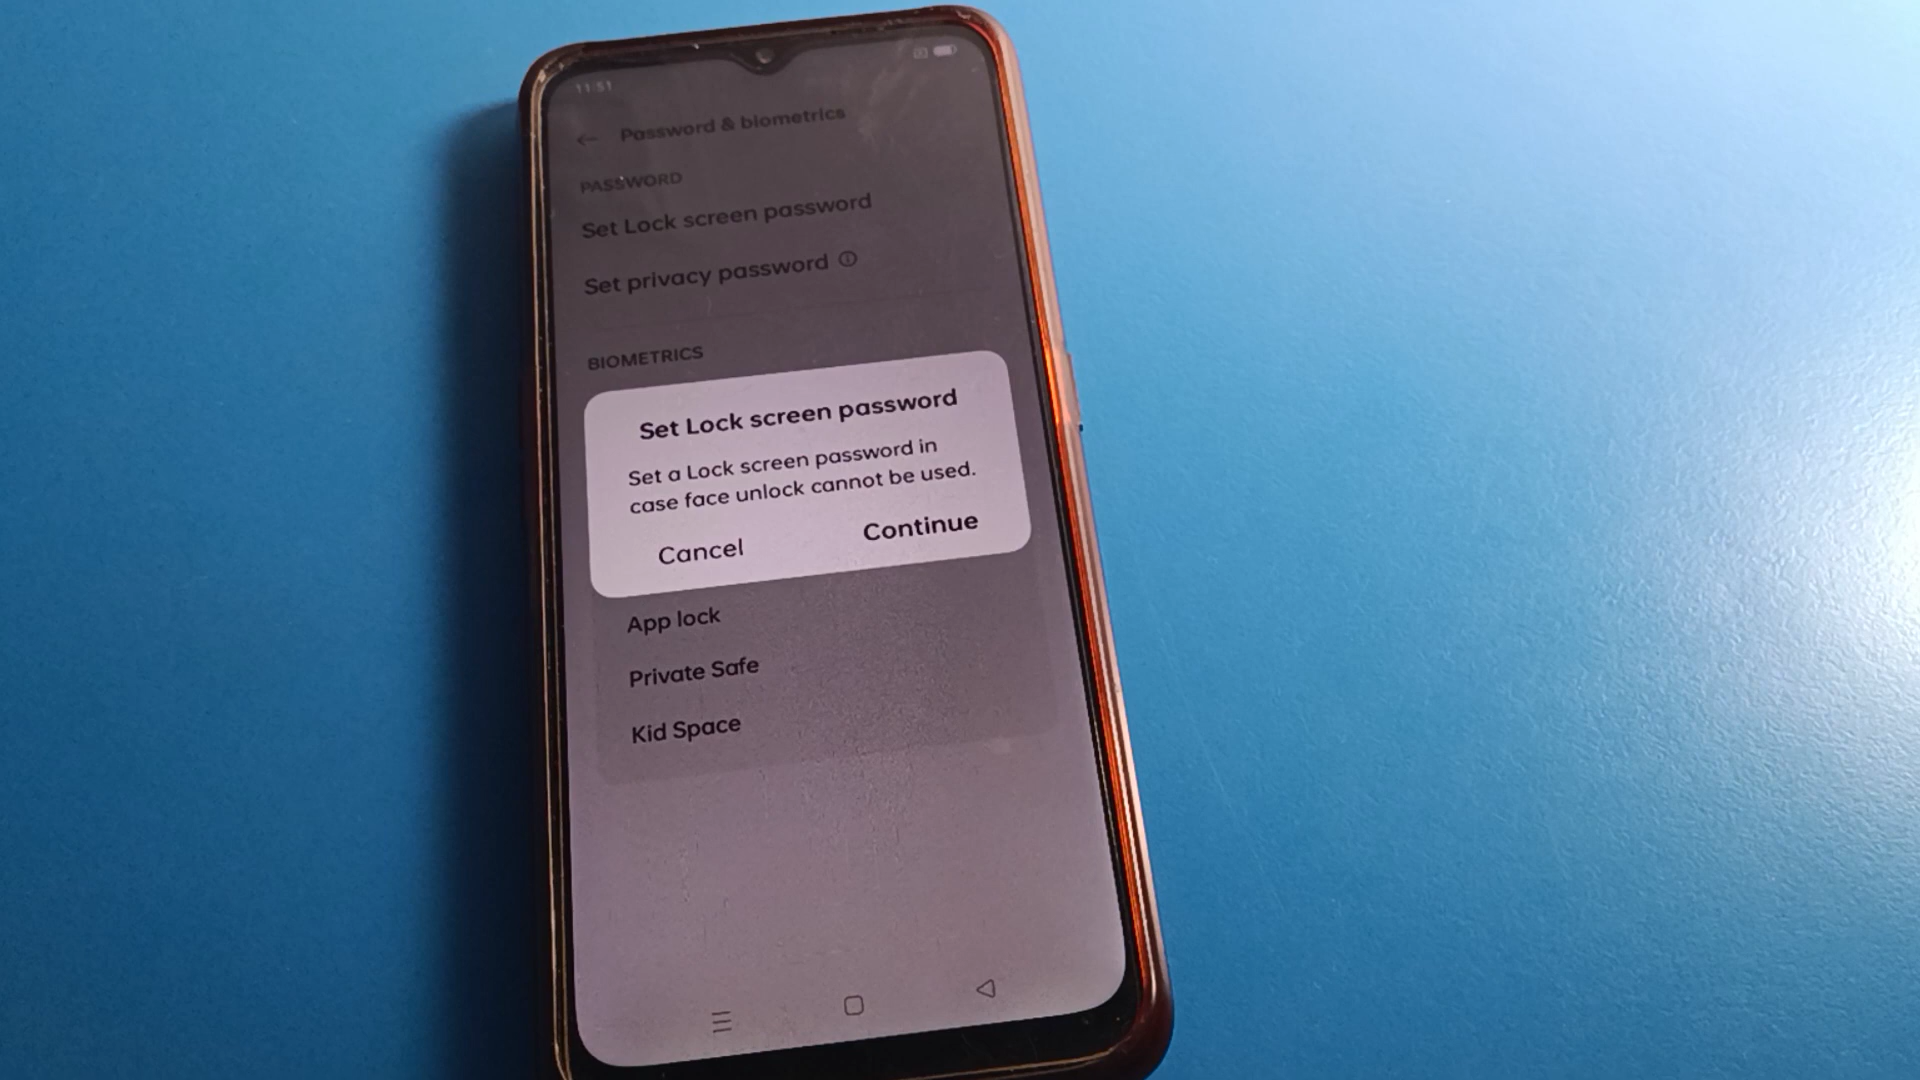 11:51
Password & biometrics
PASSWORD
Set Lock screen password
Set privacy password
BIOMETRICS
Set Lock screen password
Set a Lock screen password in
case face unlock cannot be used.
Cancel Continue
App lock
Private Safe
Kid Space